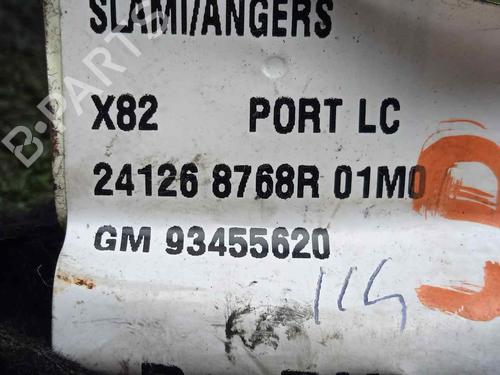 SLAMI/ANGERS
X82 PORT LC
24126 8768R 01M0
GM 93455620
B-PARTS